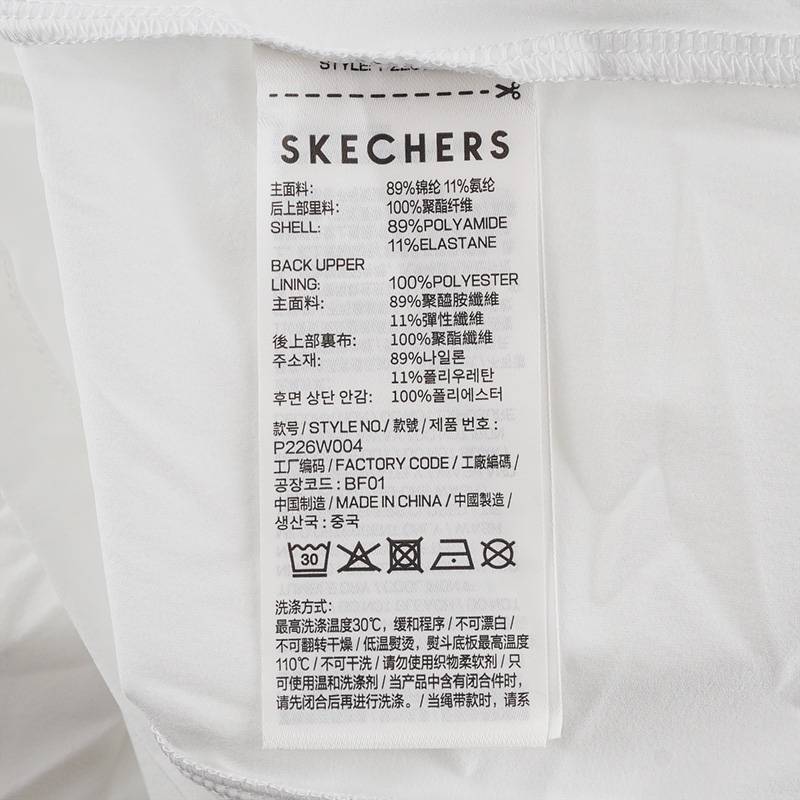 STYLE:
SKECHERS
主面料: 89%锦纶 11%氨纶
后上部里料: 100%聚酯纤维
SHELL: 89%POLYAMIDE
11%ELASTANE
BACK UPPER
LINING: 100%POLYESTER
主面料: 89%聚醯胺纖維
11%彈性纖維
後上部裏布: 100%聚酯纖維
주소재: 89%나일론
11%폴리우레탄
후면 상단 안감: 100%폴리에스터
款号 / STYLE NO./ 款號 / 제품 번호 :
P226W004
工厂编码 / FACTORY CODE / 工廠編碼 /
공장코드 : BF01
中国制造 / MADE IN CHINA / 中國製造 /
생산국 : 중국
30
洗涤方式:
最高洗涤温度30℃, 缓和程序 / 不可漂白 /
不可翻转干燥 / 低温熨烫, 熨斗底板最高温度
110℃ / 不可干洗 / 请勿使用织物柔软剂 / 只
可使用温和洗涤剂 / 当产品中含有闭合件时,
请先闭合后再进行洗涤。/ 当绳带款时, 请系